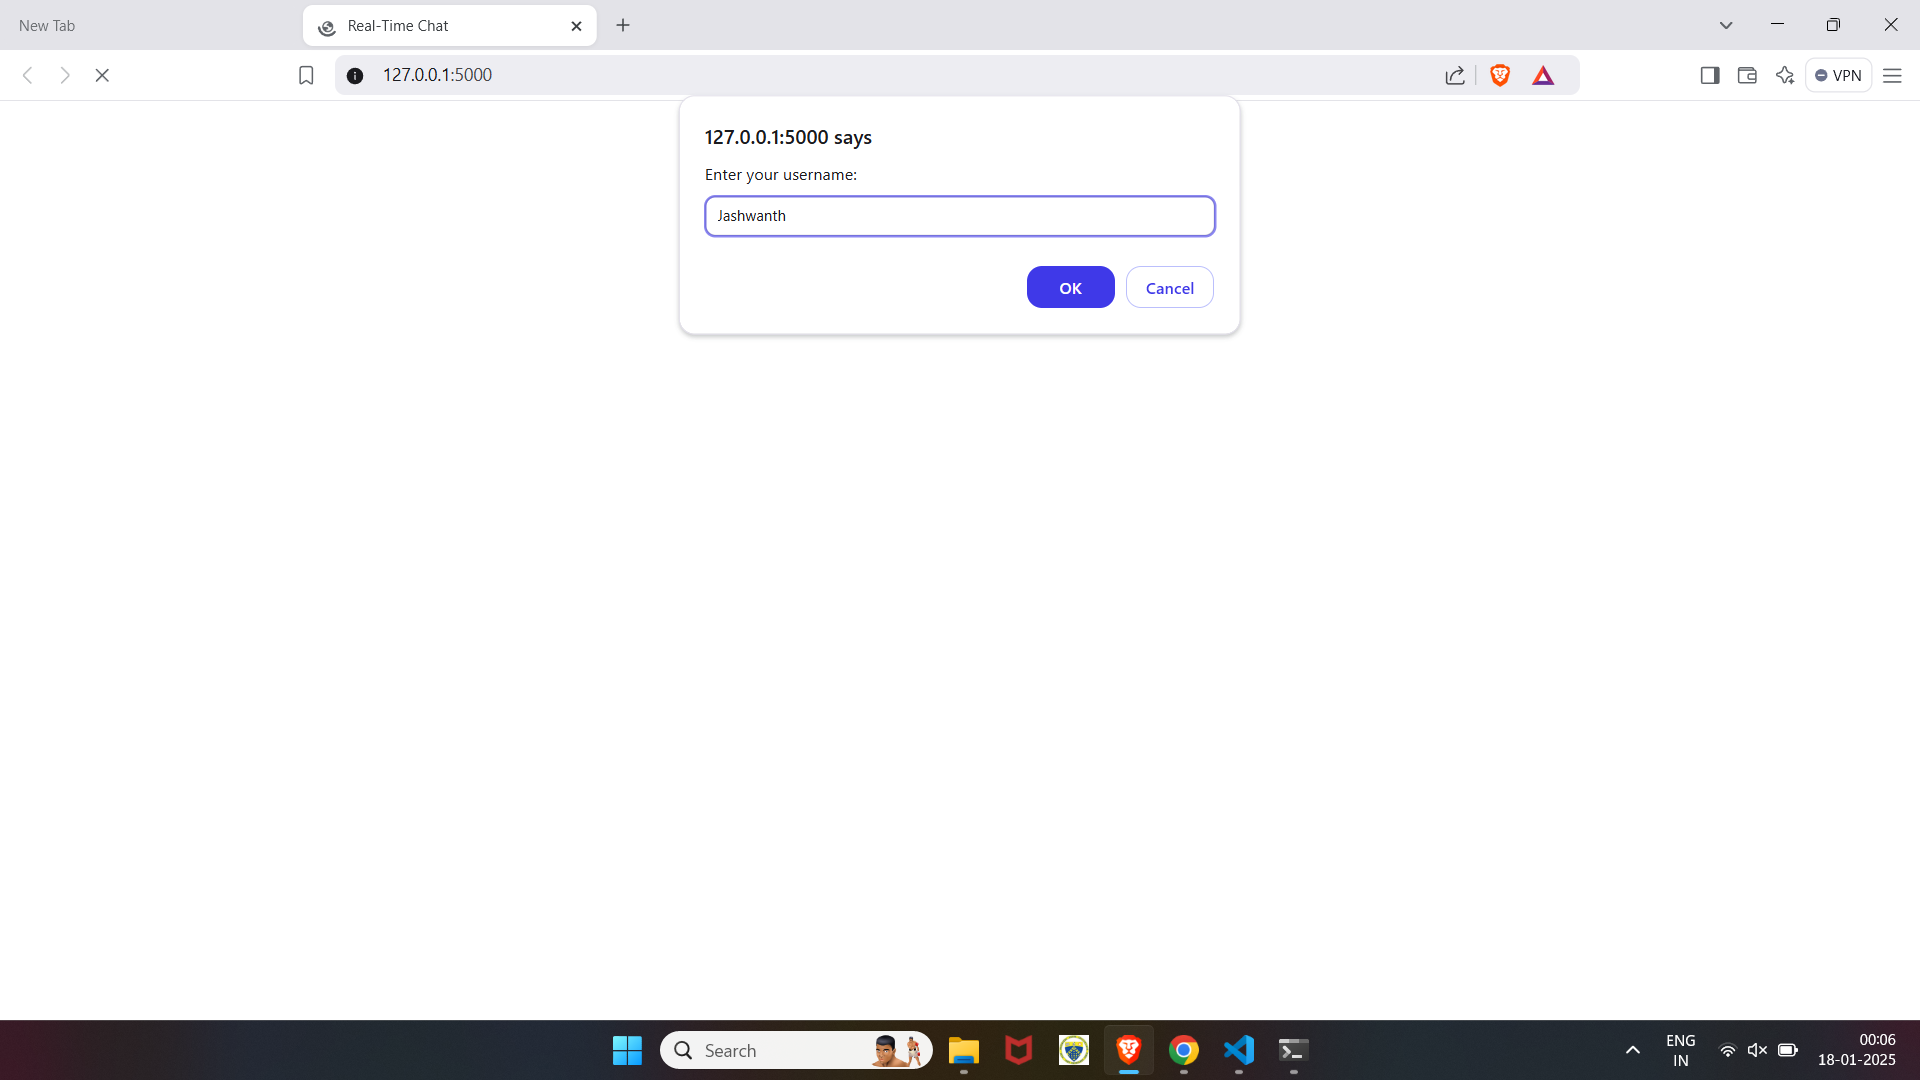 New Tab
Real-Time Chat
127.0.0.1:5000
VPN
127.0.0.1:5000 says
Enter your username:
Jashwanth
OK
Cancel
Search
ENG
IN
00:06
18-01-2025